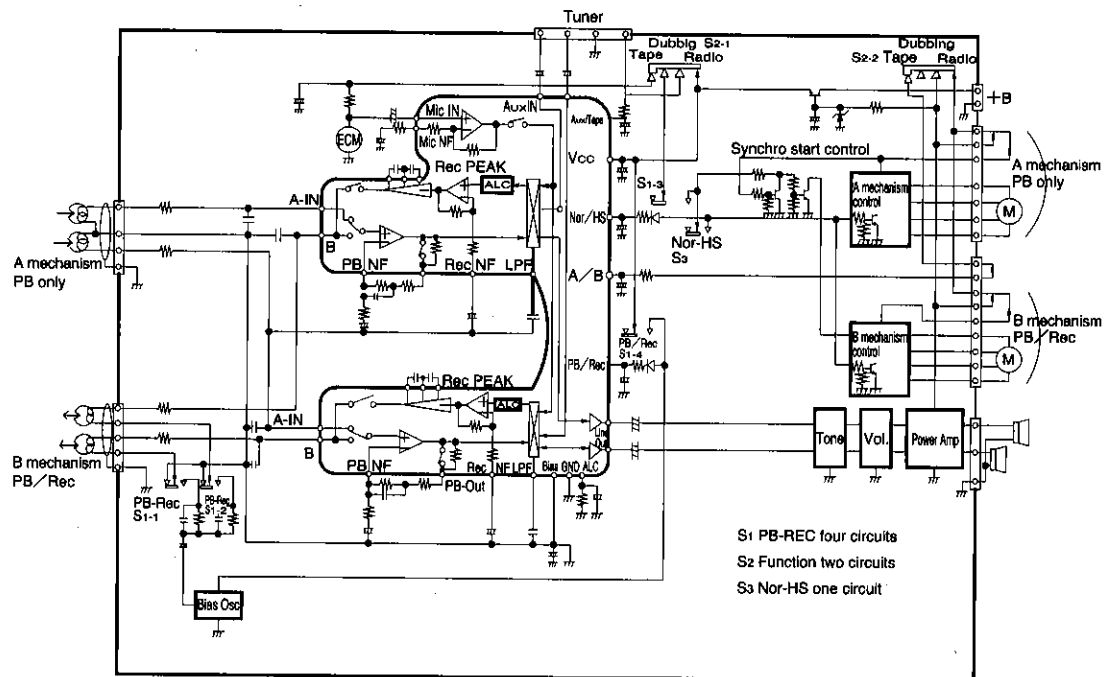 Tuner
Dubbig S2-1
Tape Radio
Dubbing
S2-2 Tape Radio
+B
Mic IN
AuxIN
Aux/Tape
ECM
Mic NF
Vcc
Synchro start control
Rec PEAK
ALC
S1-3
A mechanism control
M
A mechanism
PB only
A-IN
Nor/HS
B
Nor-HS
S3
PB NF
Rec NF
LPF
A/B
A mechanism
PB only
B mechanism control
M
B mechanism
PB/Rec
PB/Rec
S1-4
PB/Rec
Rec PEAK
ALC
A-IN
B
Line Out
Tone
Vol.
Power Amp
PB NF
Rec NF
LPF
Bias
GND
ALC
PB-Out
B mechanism
PB/Rec
PB-Rec
S1-1
PB-Rec
S1-2
Bias Osc
S1 PB-REC four circuits
S2 Function two circuits
S3 Nor-HS one circuit